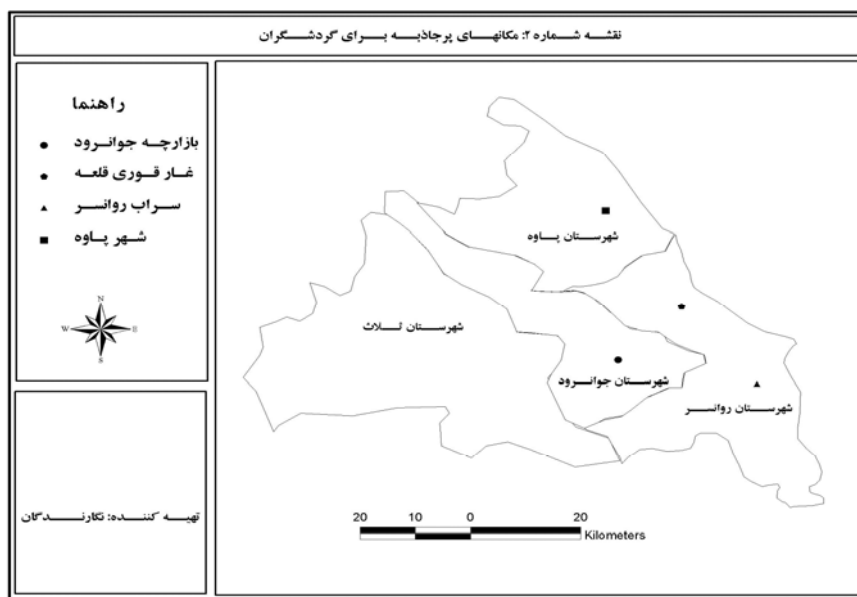 نقشه شماره ۲: مکانهای پرجاذبه برای گردشگران
راهنما
بازارچه جوانرود
غار قوری قلعه
سراب روانسر
شهر پاوه
N
W E
S
تهیه کننده: نگارندگان
شهرستان پاوه
شهرستان ثلاث
شهرستان جوانرود
شهرستان روانسر
20 10 0 20
Kilometers